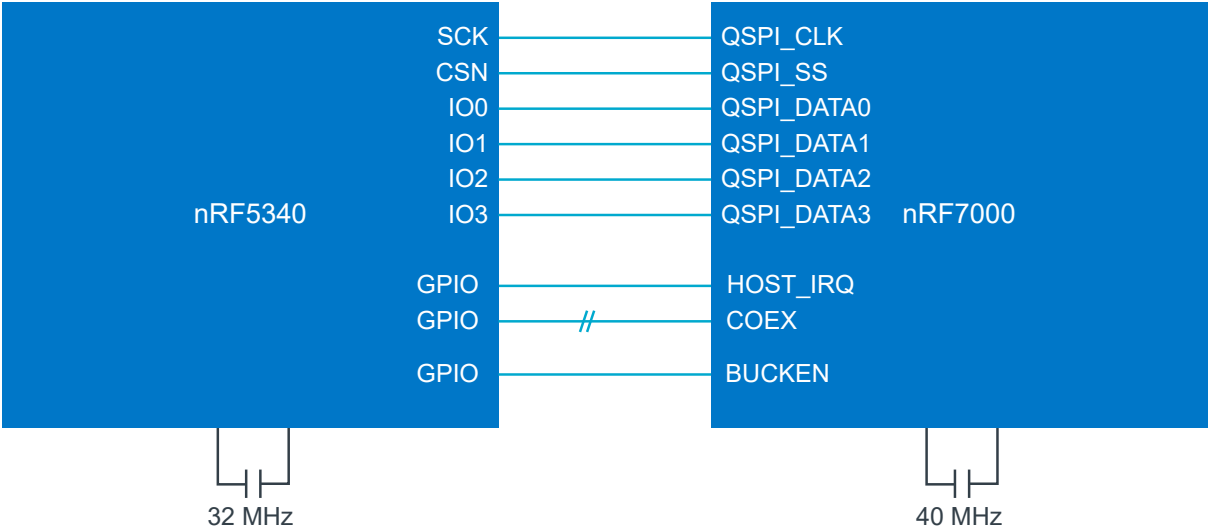 SCK QSPI_CLK
CSN QSPI_SS
IO0 QSPI_DATA0
IO1 QSPI_DATA1
IO2 QSPI_DATA2
nRF5340 IO3 QSPI_DATA3 nRF7000
GPIO HOST_IRQ
GPIO COEX
GPIO BUCKEN
32 MHz 40 MHz